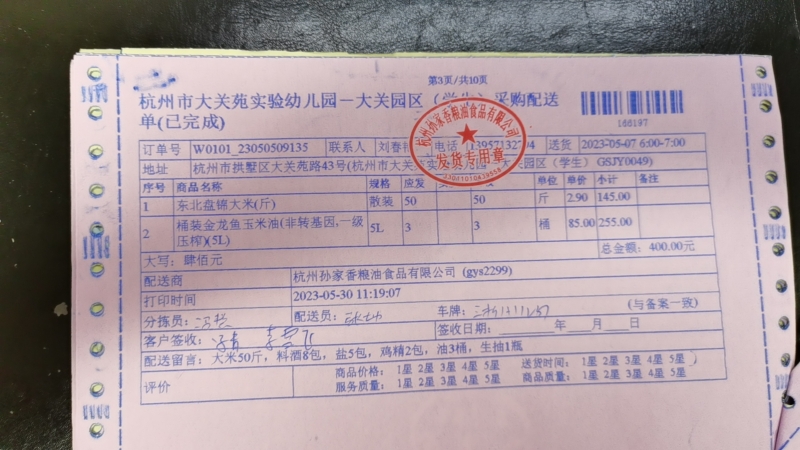 第3页/共10页
杭州市大关苑实验幼儿园-大关园区（学生）采购配送
单(已完成)
166197
订单号 W0101_23050509135 联系人 刘春 电话 送货 2023-05-07 6:00-7:00
地址 杭州市拱墅区大关苑路43号(杭州市大关苑实 大关园区（学生）GSJY0049)
杭州孙家香粮油食品有限公司
发货专用章
序号 商品名称 规格 应发 单位 单价 小计 备注
1 东北盘锦大米(斤) 散装 50 50 斤 2.90 145.00
2 桶装金龙鱼玉米油(非转基因,一级压榨)(5L) 5L 3 3 桶 85.00 255.00
大写: 肆佰元 总金额: 400.00元
配送商 杭州孙家香粮油食品有限公司 (gys2299)
打印时间 2023-05-30 11:19:07
分拣员: 配送员: 车牌: (与备案一致)
客户签收: 签收日期: ____年____月____日
配送留言: 大米50斤，料酒8包，盐5包，鸡精2包，油3桶，生抽1瓶
评价 商品价格: 1星 2星 3星 4星 5星 送货时间: 1星 2星 3星 4星 5星
服务质量: 1星 2星 3星 4星 5星 商品质量: 1星 2星 3星 4星 5星